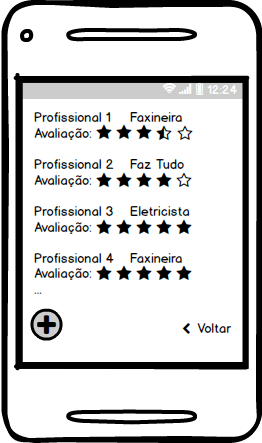 12:24
Profissional 1 Faxineira
Avaliação:
Profissional 2 Faz Tudo
Avaliação:
Profissional 3 Eletricista
Avaliação:
Profissional 4 Faxineira
Avaliação:
...
Voltar